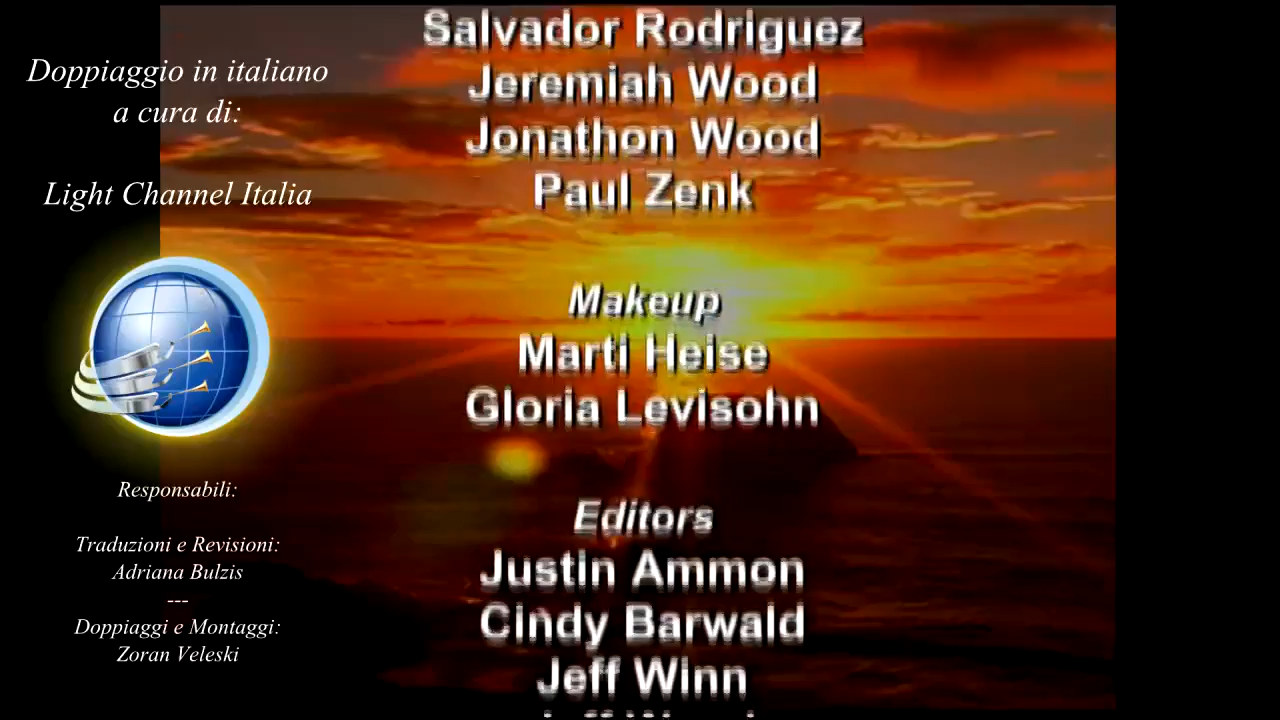 Doppiaggio in italiano
a cura di:
Light Channel Italia
Responsabili:
Traduzioni e Revisioni:
Adriana Bulzis
---
Doppiaggi e Montaggi:
Zoran Veleski
Salvador Rodriguez
Jeremiah Wood
Jonathon Wood
Paul Zenk
Makeup
Marti Heise
Gloria Levisohn
Editors
Justin Ammon
Cindy Barwald
Jeff Winn